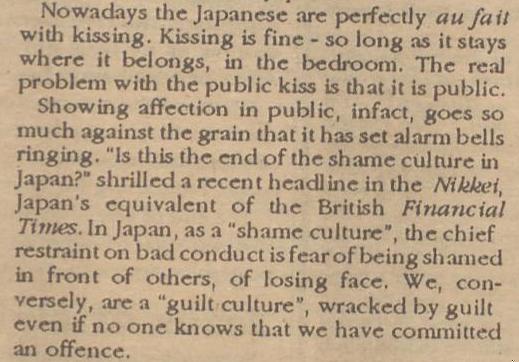 Nowadays the Japanese are perfectly au fait
with kissing. Kissing is fine - so long as it stays
where it belongs, in the bedroom. The real
problem with the public kiss is that it is public.
Showing affection in public, infact, goes so
much against the grain that it has set alarm bells
ringing. "Is this the end of the shame culture in
Japan?" shrilled a recent headline in the Nikkei,
Japan's equivalent of the British Financial
Times. In Japan, as a "shame culture", the chief
restraint on bad conduct is fear of being shamed
in front of others, of losing face. We, con-
versely, are a "guilt culture", wracked by guilt
even if no one knows that we have committed
an offence.